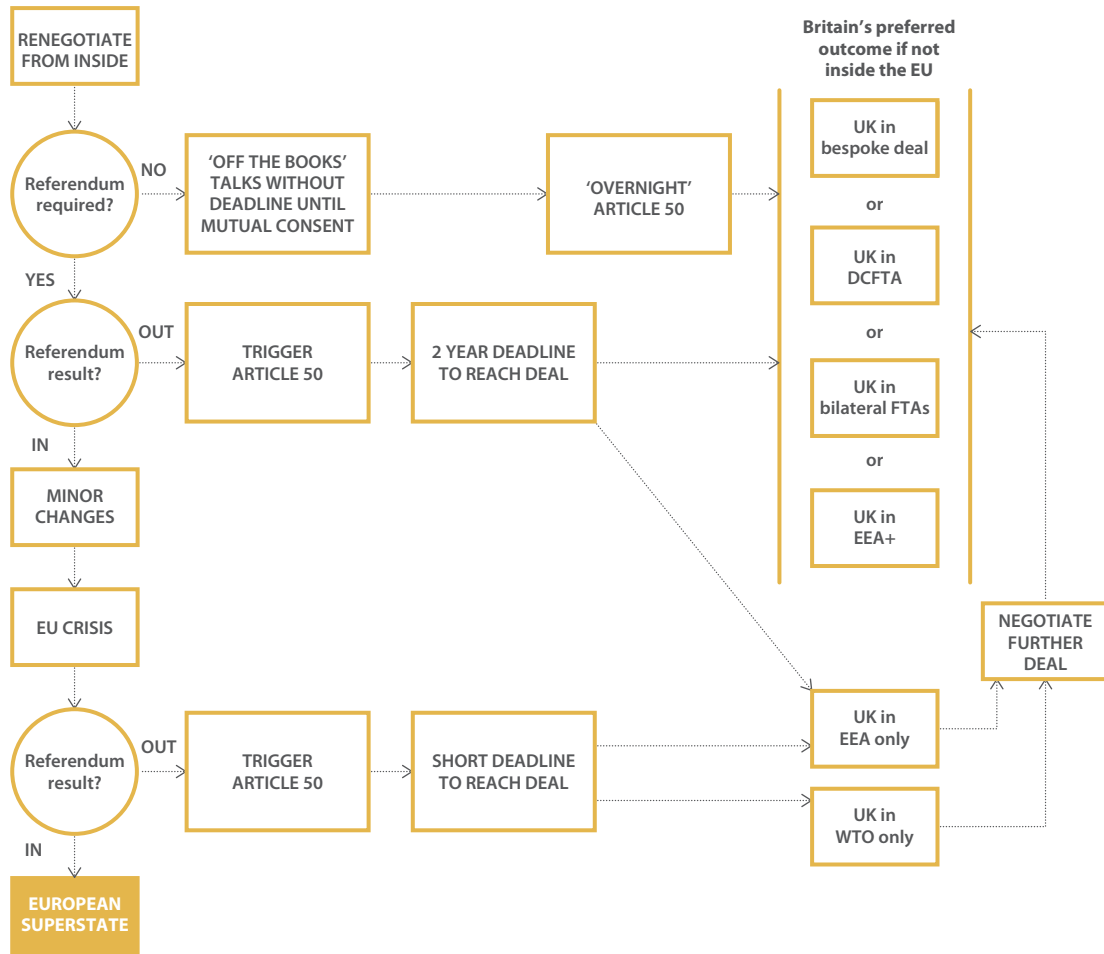 RENEGOTIATE
FROM INSIDE
Britain’s preferred
outcome if not
inside the EU
Referendum
required?
NO
‘OFF THE BOOKS’
TALKS WITHOUT
DEADLINE UNTIL
MUTUAL CONSENT
‘OVERNIGHT’
ARTICLE 50
UK in
bespoke deal
or
UK in
DCFTA
or
UK in
bilateral FTAs
or
UK in
EEA+
YES
Referendum
result?
OUT
TRIGGER
ARTICLE 50
2 YEAR DEADLINE
TO REACH DEAL
IN
MINOR
CHANGES
EU CRISIS
NEGOTIATE
FURTHER
DEAL
Referendum
result?
OUT
TRIGGER
ARTICLE 50
SHORT DEADLINE
TO REACH DEAL
UK in
EEA only
UK in
WTO only
IN
EUROPEAN
SUPERSTATE